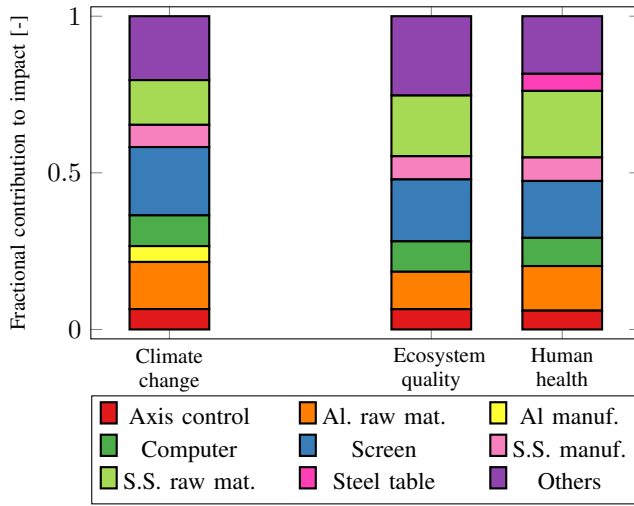 Fractional contribution to impact [-]
1
0.5
0
Climate
change
Ecosystem
quality
Human
health
Axis control
Al. raw mat.
Al manuf.
Computer
Screen
S.S. manuf.
S.S. raw mat.
Steel table
Others